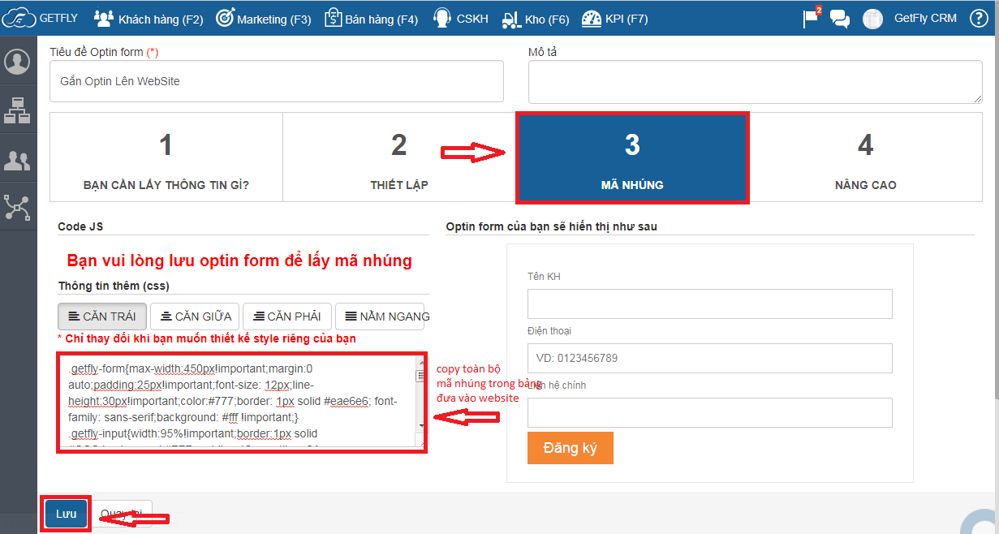 GETFLY Khách hàng (F2) Marketing (F3) Bán hàng (F4) CSKH Kho (F6) KPI (F7) 2 GetFly CRM ?
Tiêu đề Optin form (*)
Gắn Optin Lên WebSite
Mô tả
1
BẠN CẦN LẤY THÔNG TIN GÌ?
2
THIẾT LẬP
3
MÃ NHÚNG
4
NÂNG CAO
Code JS
Bạn vui lòng lưu optin form để lấy mã nhúng
Thông tin thêm (css)
CĂN TRÁI CĂN GIỮA CĂN PHẢI NẰM NGANG
* Chỉ thay đổi khi bạn muốn thiết kế style riêng của bạn
.getfly-form{max-width:450px!important;margin:0
auto;padding:25px!important;font-size: 12px;line-
height:30px!important;color:#777;border: 1px solid #eae6e6; font-
family: sans-serif;background: #fff !important;}
.getfly-input{width:95%!important;border:1px solid
copy toàn bộ
mã nhúng trong bảng
đưa vào website
Optin form của bạn sẽ hiển thị như sau
Tên KH
Điện thoại
VD: 0123456789
hệ chính
Đăng ký
Lưu